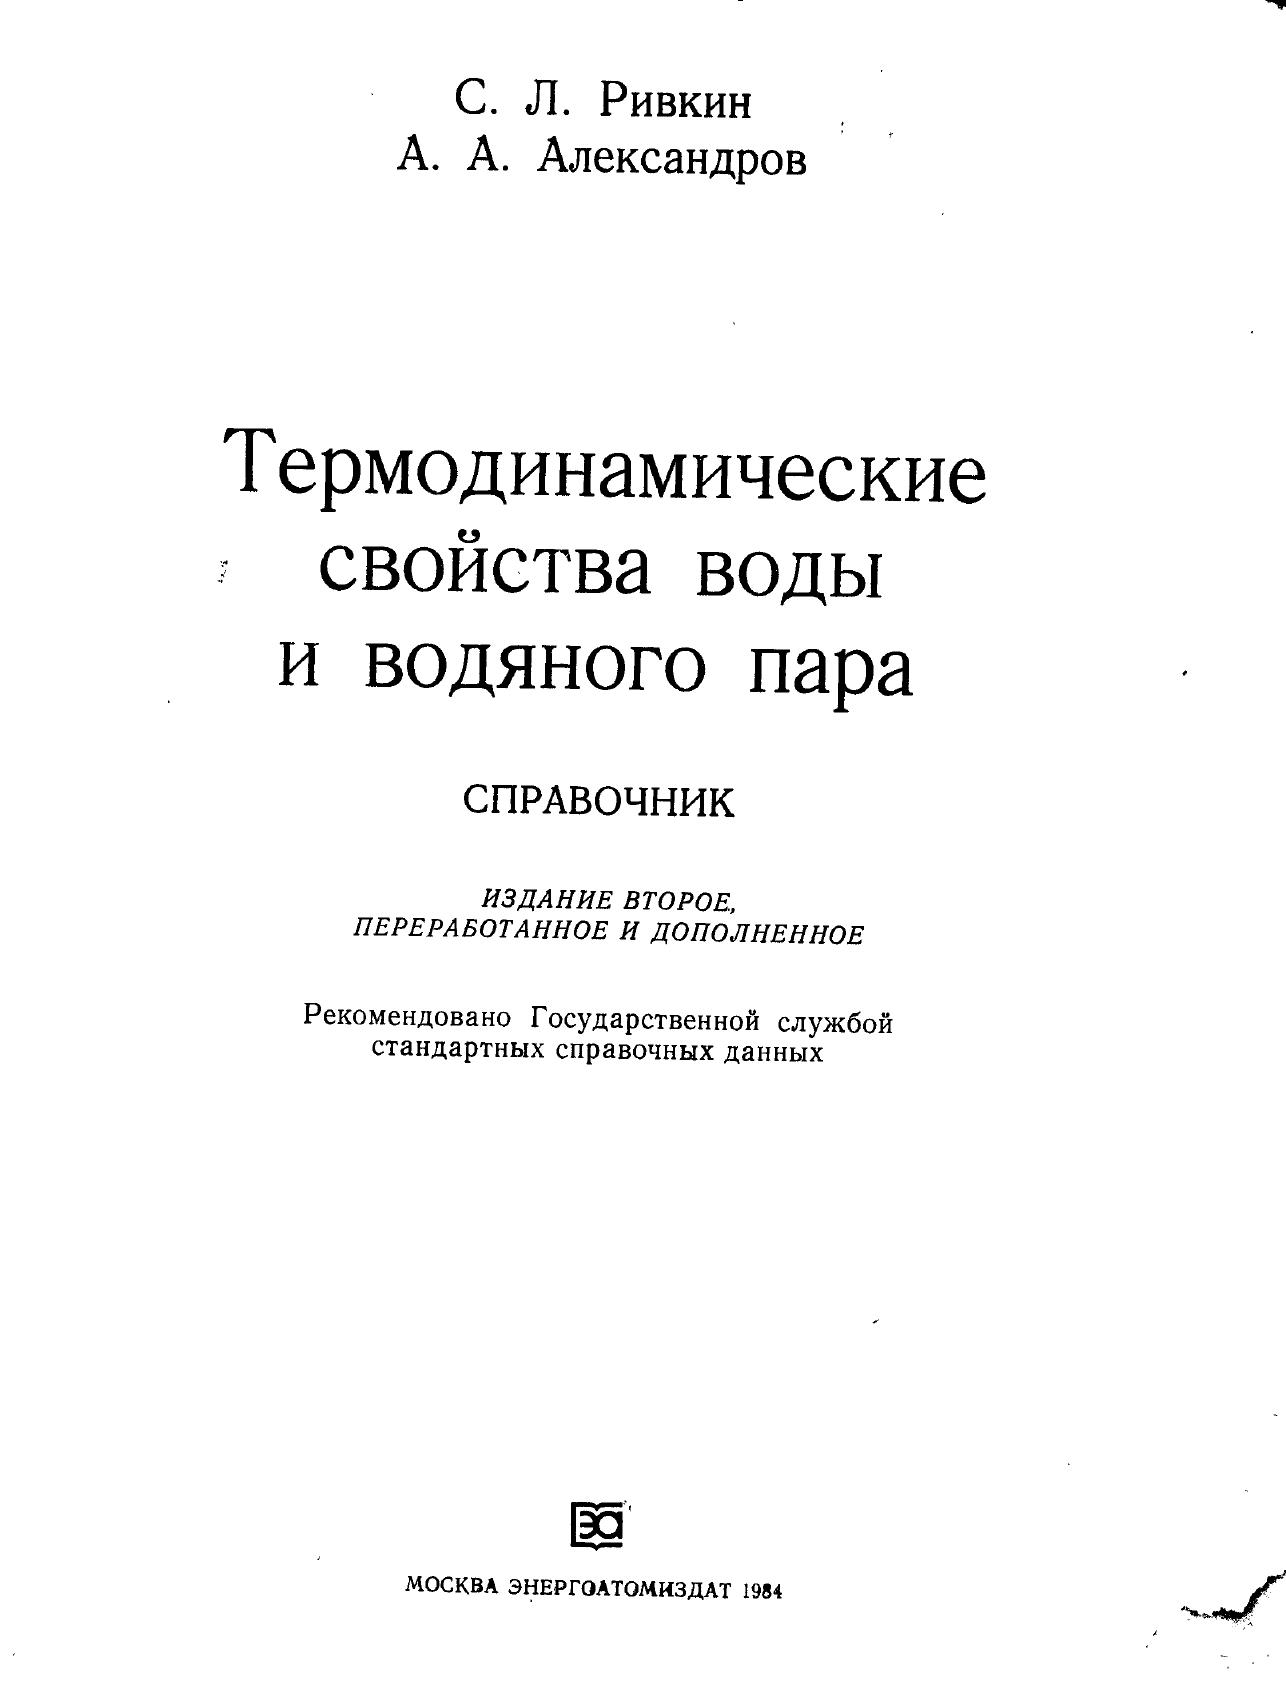 С. Л. Ривкин
А. А. Александров
Термодинамические
свойства воды
и водяного пара
СПРАВОЧНИК
ИЗДАНИЕ ВТОРОЕ,
ПЕРЕРАБОТАННОЕ И ДОПОЛНЕННОЕ
Рекомендовано Государственной службой
стандартных справочных данных
ЭА
МОСКВА ЭНЕРГОАТОМИЗДАТ 1984